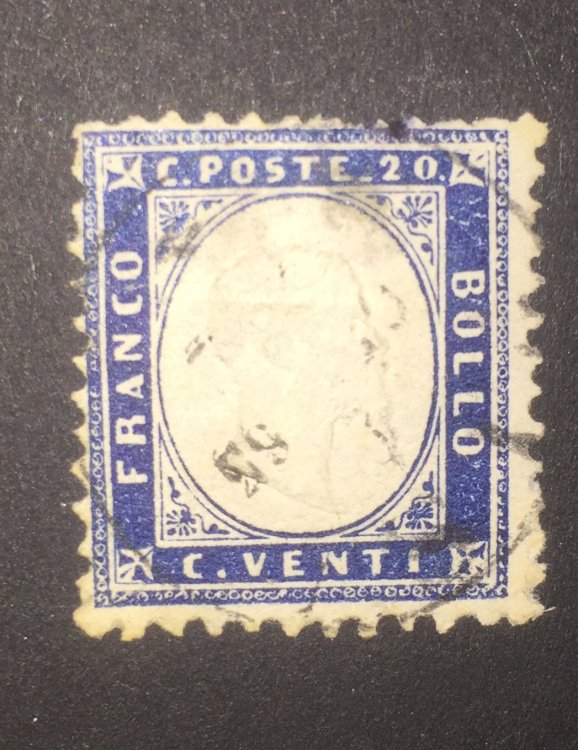 C. POSTE. 20.
FRANCO
BOLLO
C. VENTI